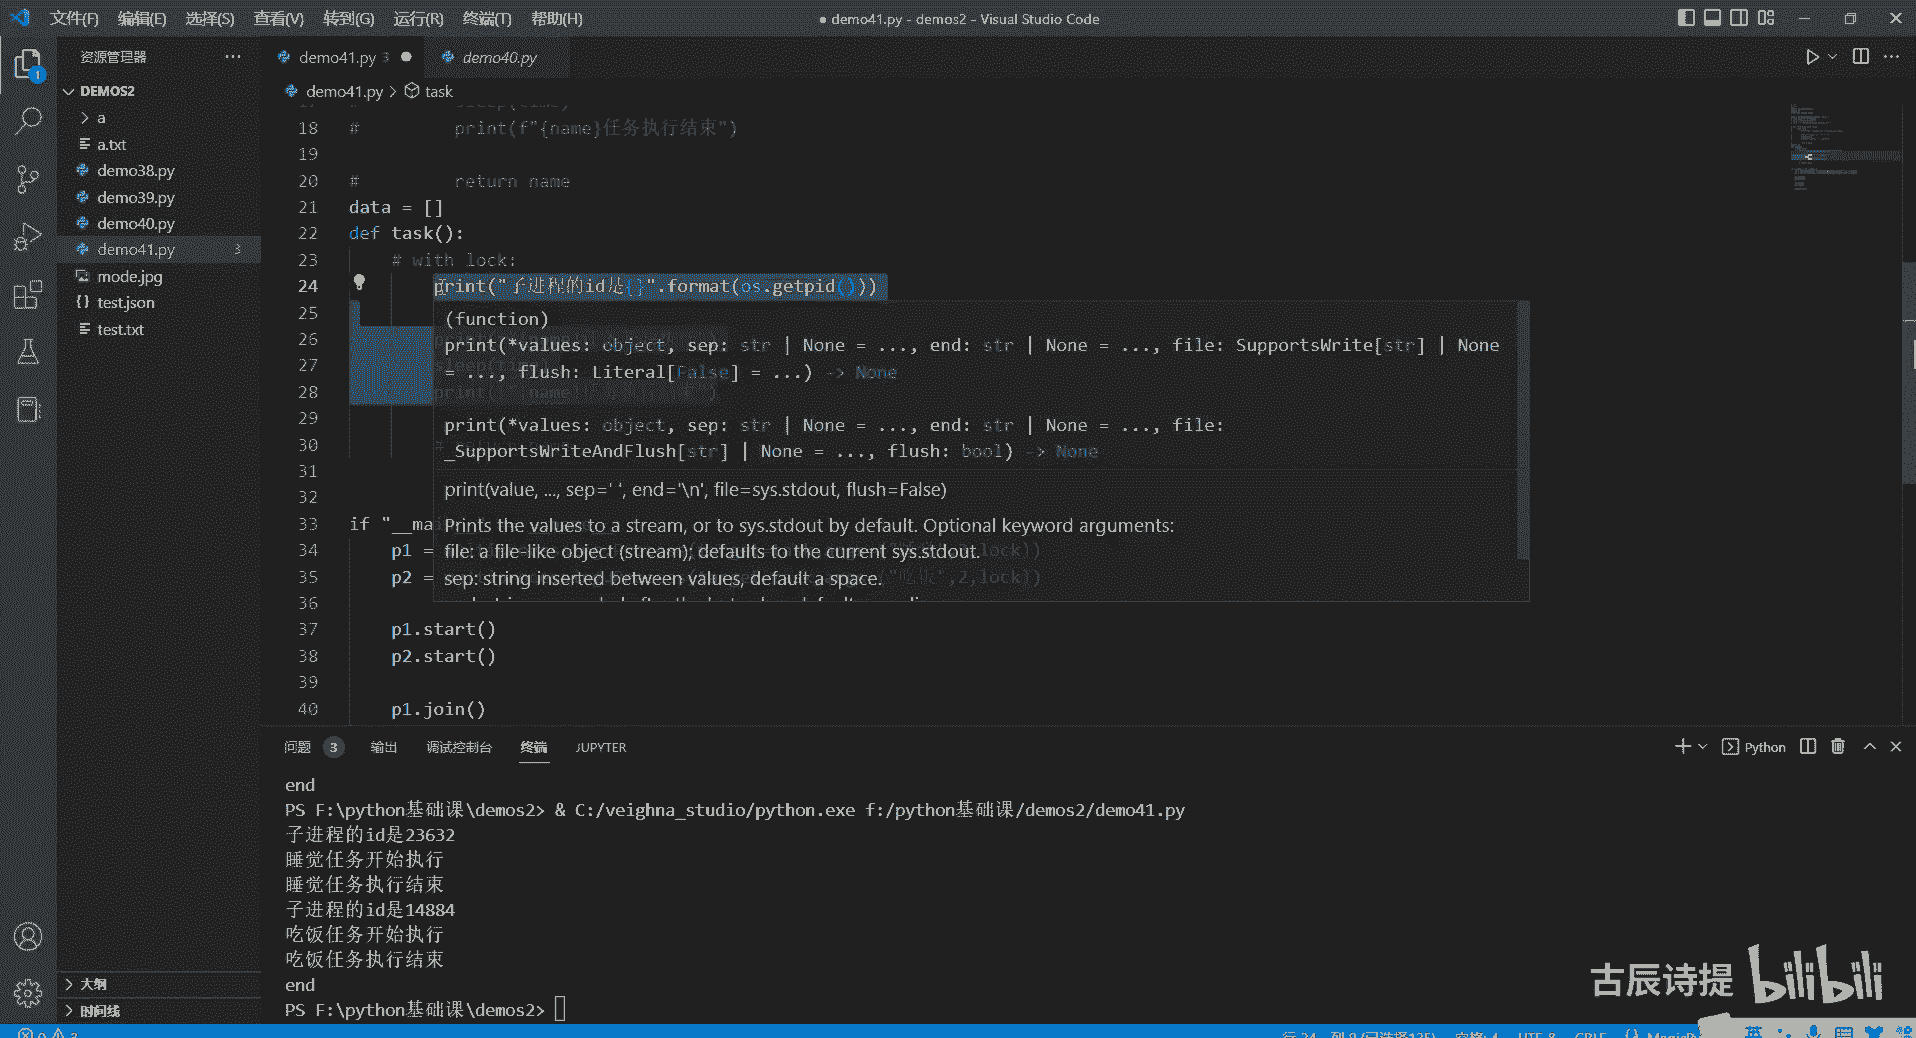 文件(F) 编辑(E) 选择(S) 查看(V) 转到(G) 运行(R) 终端(T) 帮助(H)
● demo41.py - demos2 - Visual Studio Code
资源管理器
demo41.py 3
demo40.py
1
DEMOS2
a
a.txt
demo38.py
demo39.py
demo40.py
demo41.py 3
mode.jpg
test.json
test.txt
大纲
时间线
demo41.py > task
18 # print(f"{name}任务执行结束")
19
20 # return name
21 data = []
22 def task():
23 # with lock:
24 print("子进程的id是{}".format(os.getpid()))
25
26
27
28
29
30
31
32
33 if "__ma
34 p1 = lock))
35 p2 = ("吃饭",2,lock))
36
37 p1.start()
38 p2.start()
39
40 p1.join()
(function)
print(*values: object, sep: str | None = ..., end: str | None = ..., file: SupportsWrite[str] | None
= ..., flush: Literal[False] = ...) -> None
print(*values: object, sep: str | None = ..., end: str | None = ..., file:
_SupportsWriteAndFlush[str] | None = ..., flush: bool) -> None
print(value, ..., sep=' ', end='\n', file=sys.stdout, flush=False)
Prints the values to a stream, or to sys.stdout by default. Optional keyword arguments:
file: a file-like object (stream); defaults to the current sys.stdout.
sep: string inserted between values, default a space.
问题 3 输出 调试控制台 终端 JUPYTER
Python
end
PS F:\python基础课\demos2> & C:/veighna_studio/python.exe f:/python基础课/demos2/demo41.py
子进程的id是23632
睡觉任务开始执行
睡觉任务执行结束
子进程的id是14884
吃饭任务开始执行
吃饭任务执行结束
end
PS F:\python基础课\demos2>
古辰诗提 bilibili
英